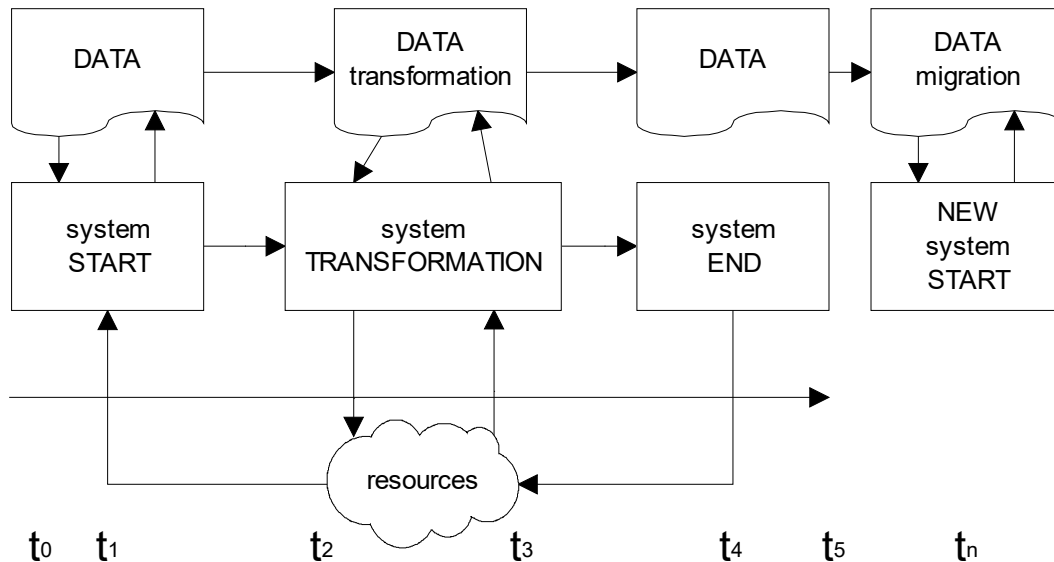 DATA
DATA
transformation
DATA
DATA
migration
system
START
system
TRANSFORMATION
system
END
NEW
system
START
resources
t0
t1
t2
t3
t4
t5
tn